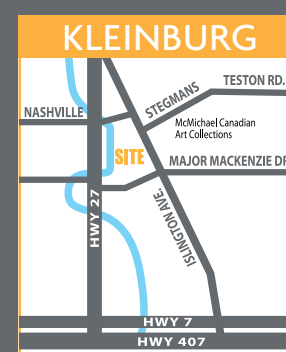 KLEINBURG
TESTON RD.
STEGMANS
NASHVILLE
McMichael Canadian
Art Collections
SITE
MAJOR MACKENZIE DR
ISLINGTON AVE.
HWY 27
HWY 7
HWY 407